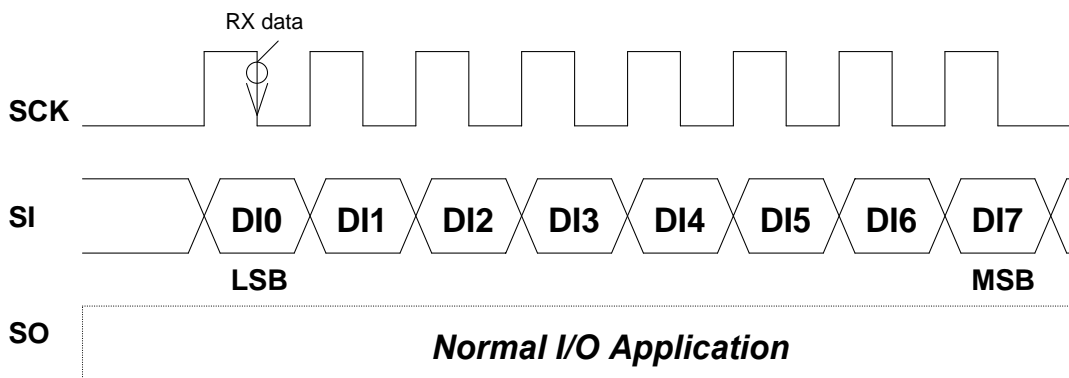 RX data
SCK
SI DI0 DI1 DI2 DI3 DI4 DI5 DI6 DI7
LSB MSB
SO Normal I/O Application